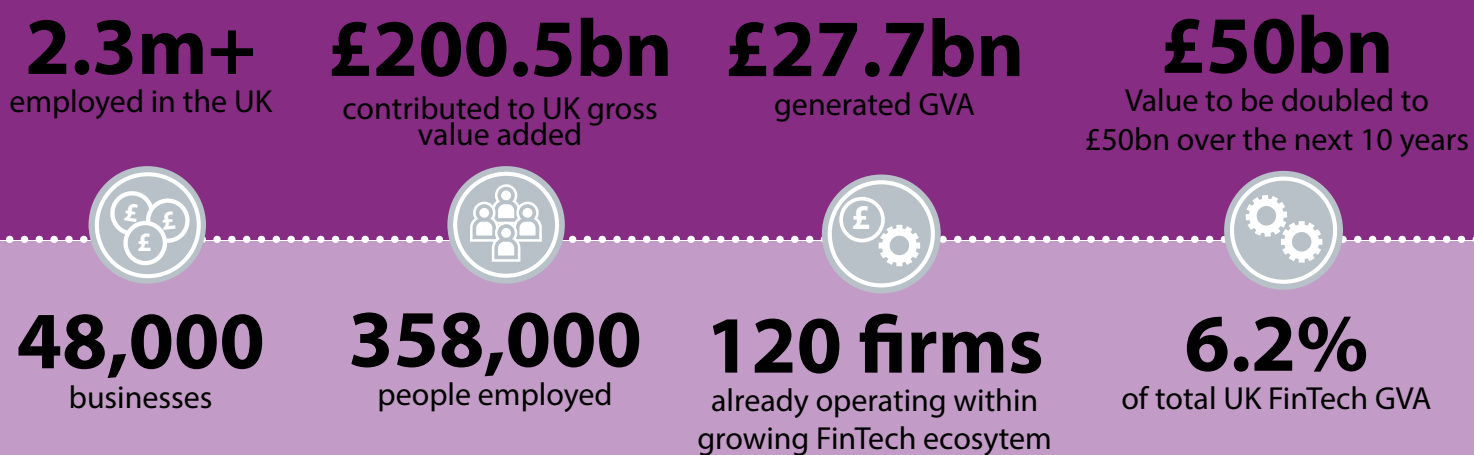 2.3m+
employed in the UK
£200.5bn
contributed to UK gross
value added
£27.7bn
generated GVA
£50bn
Value to be doubled to
£50bn over the next 10 years
£
£
£
£
48,000
businesses
358,000
people employed
120 firms
already operating within
growing FinTech ecosytem
6.2%
of total UK FinTech GVA